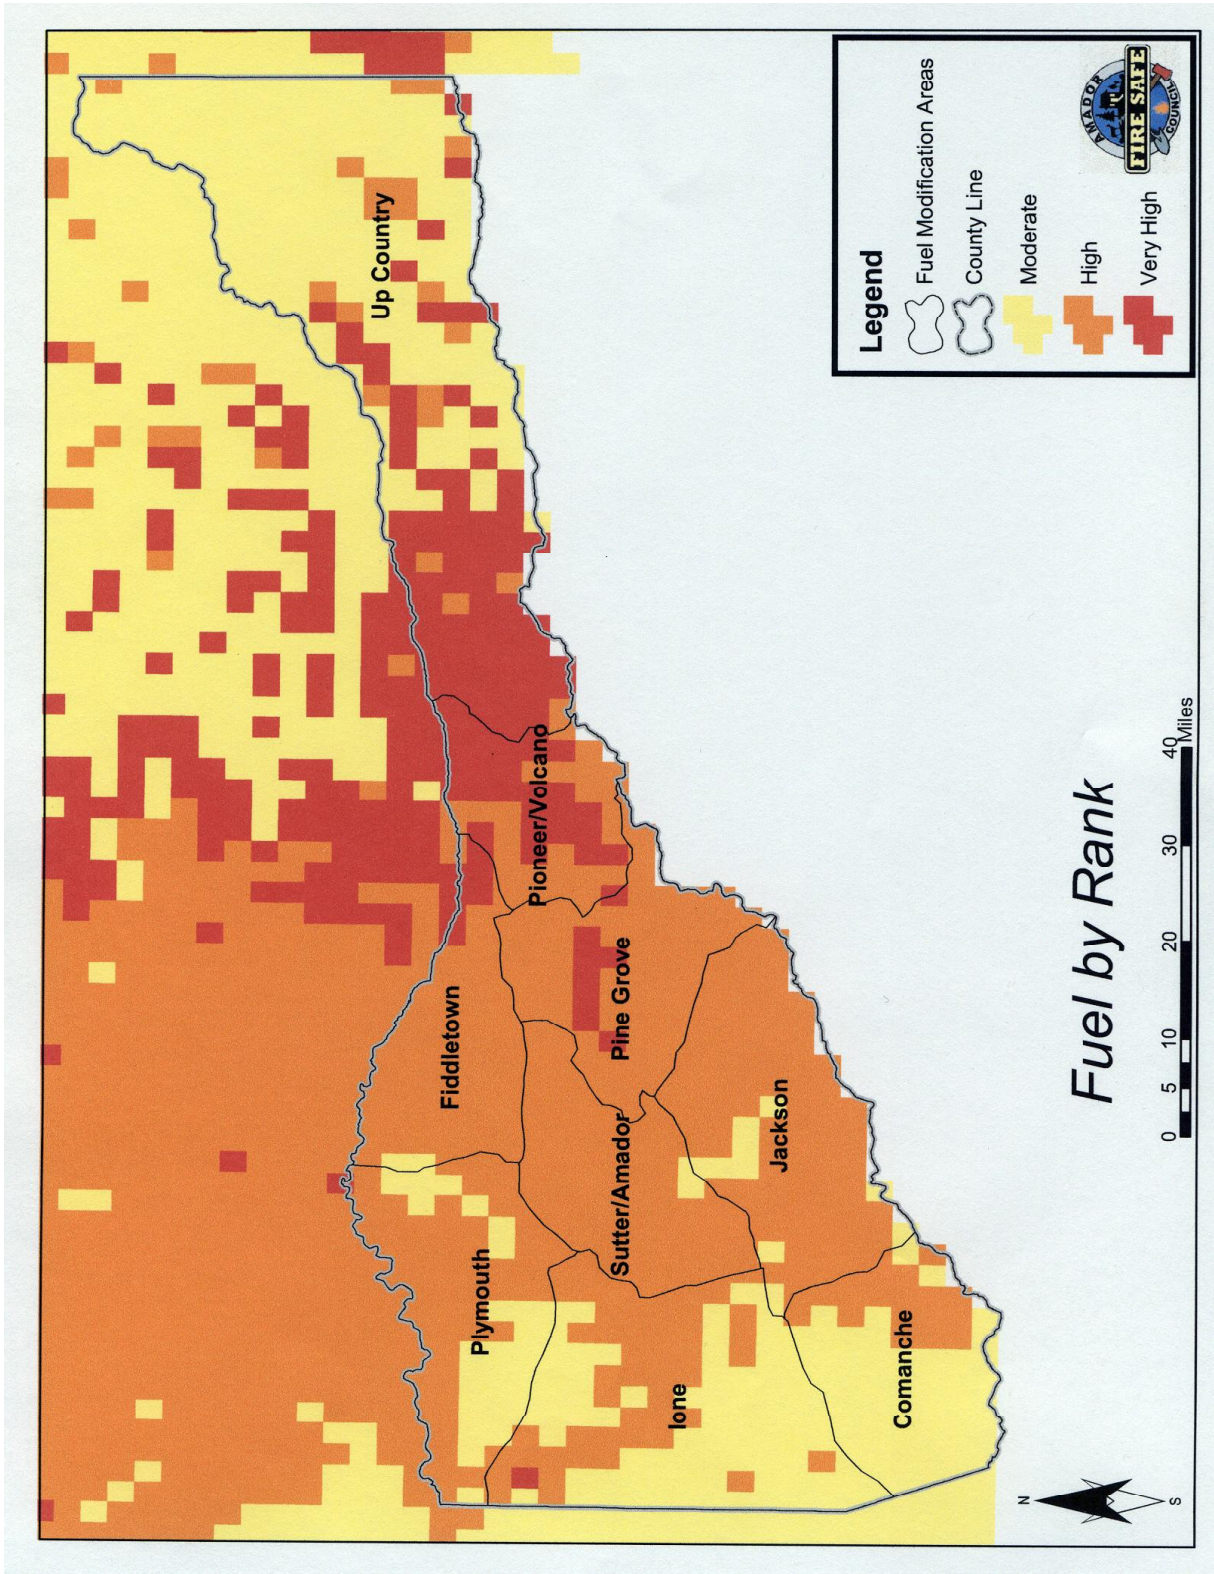 Up Country
Pioneer/Volcano
Fiddletown
Pine Grove
Plymouth
Sutter/Amador
Jackson
Ione
Comanche
Legend
Fuel Modification Areas
County Line
Moderate
High
Very High
AMADOR
FIRE SAFE
COUNCIL
Fuel by Rank
0 5 10 20 30 40
Miles
N
S